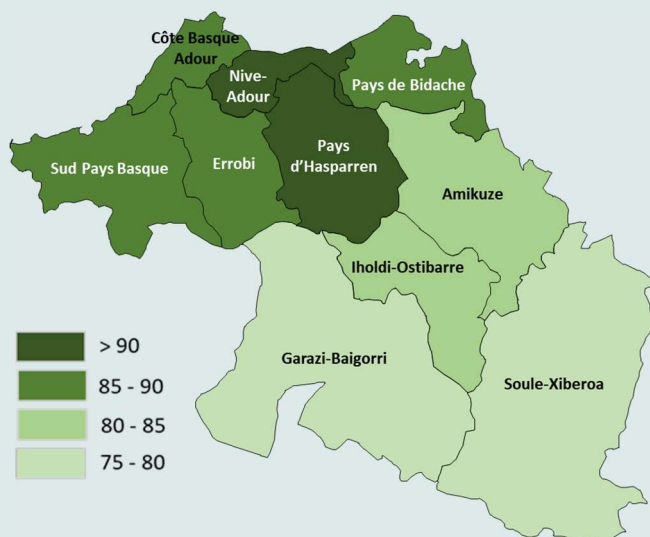 Côte Basque
Adour
Nive-
Adour
Pays de Bidache
Sud Pays Basque
Errobi
Pays
d'Hasparren
Amikuze
Iholdi-Ostibarre
Garazi-Baigorri
Soule-Xiberoa
> 90
85 - 90
80 - 85
75 - 80